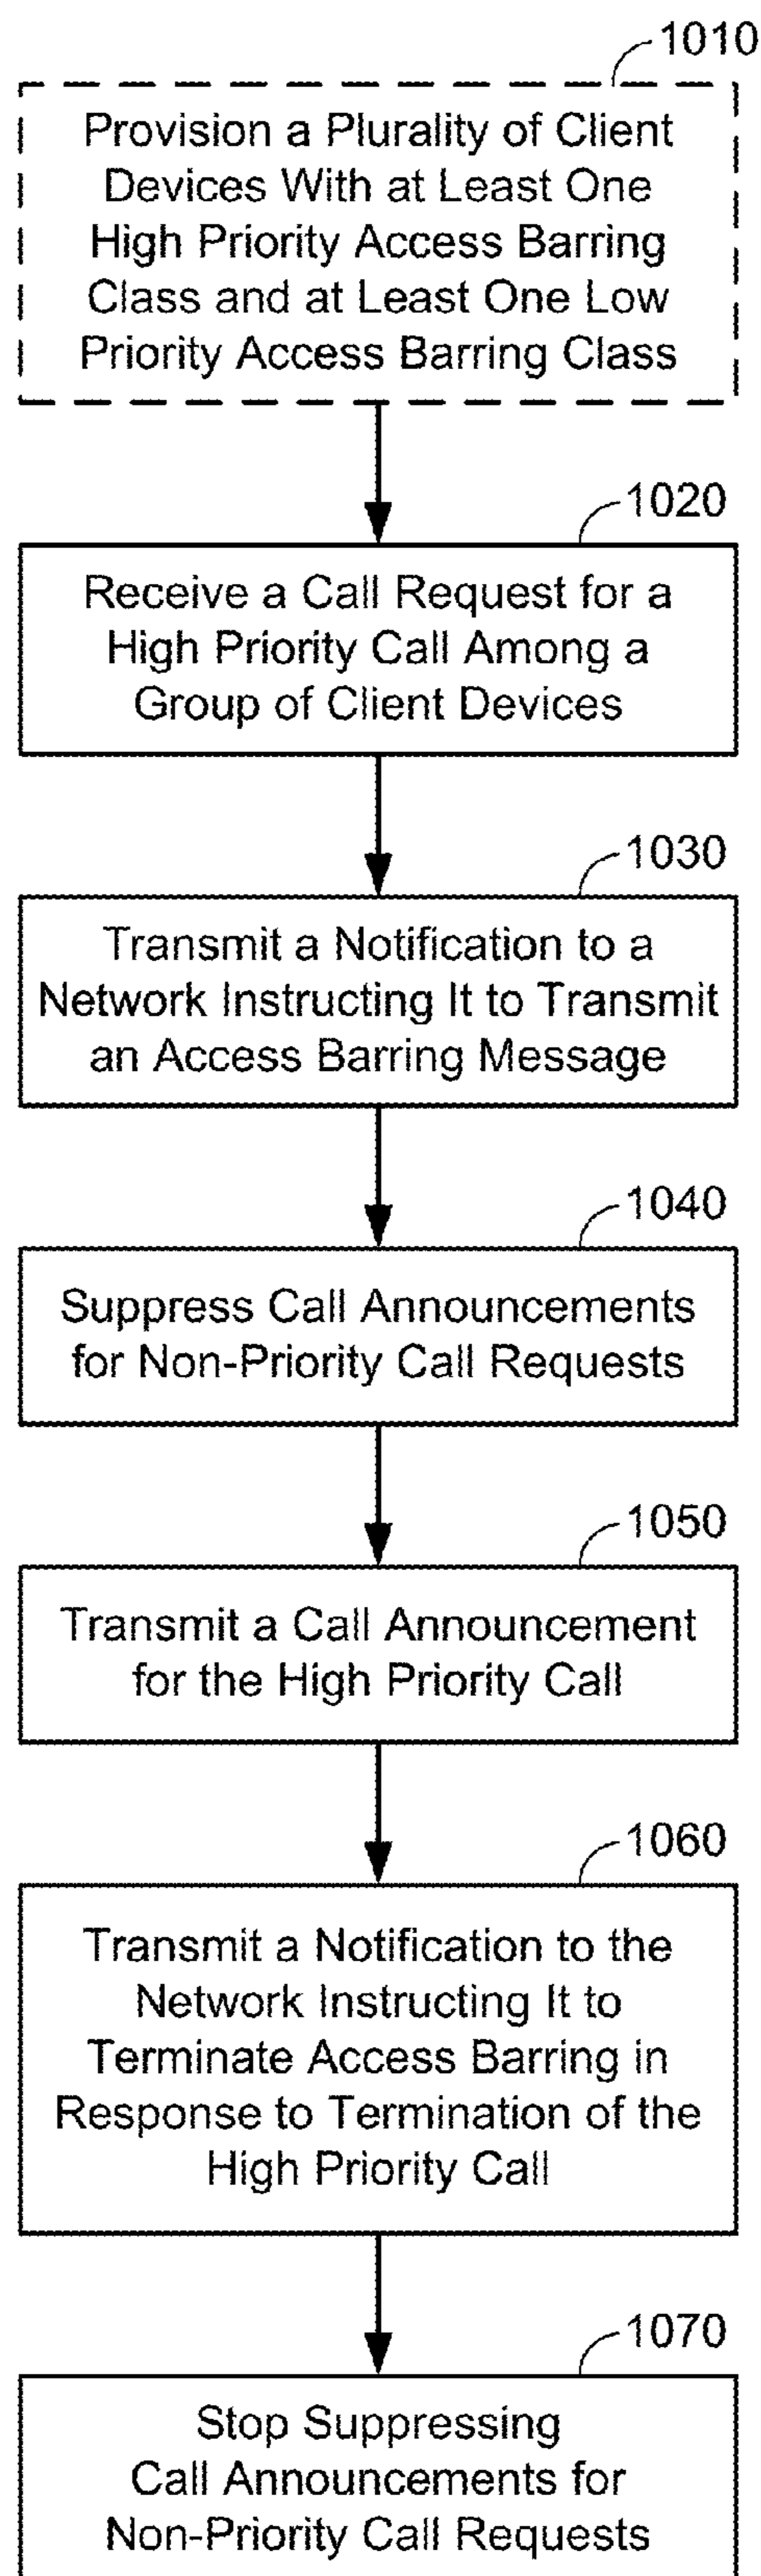 1010
Provision a Plurality of Client
Devices With at Least One
High Priority Access Barring
Class and at Least One Low
Priority Access Barring Class
1020
Receive a Call Request for a
High Priority Call Among a
Group of Client Devices
1030
Transmit a Notification to a
Network Instructing It to Transmit
an Access Barring Message
1040
Suppress Call Announcements
for Non-Priority Call Requests
1050
Transmit a Call Announcement
for the High Priority Call
1060
Transmit a Notification to the
Network Instructing It to
Terminate Access Barring in
Response to Termination of the
High Priority Call
1070
Stop Suppressing
Call Announcements for
Non-Priority Call Requests